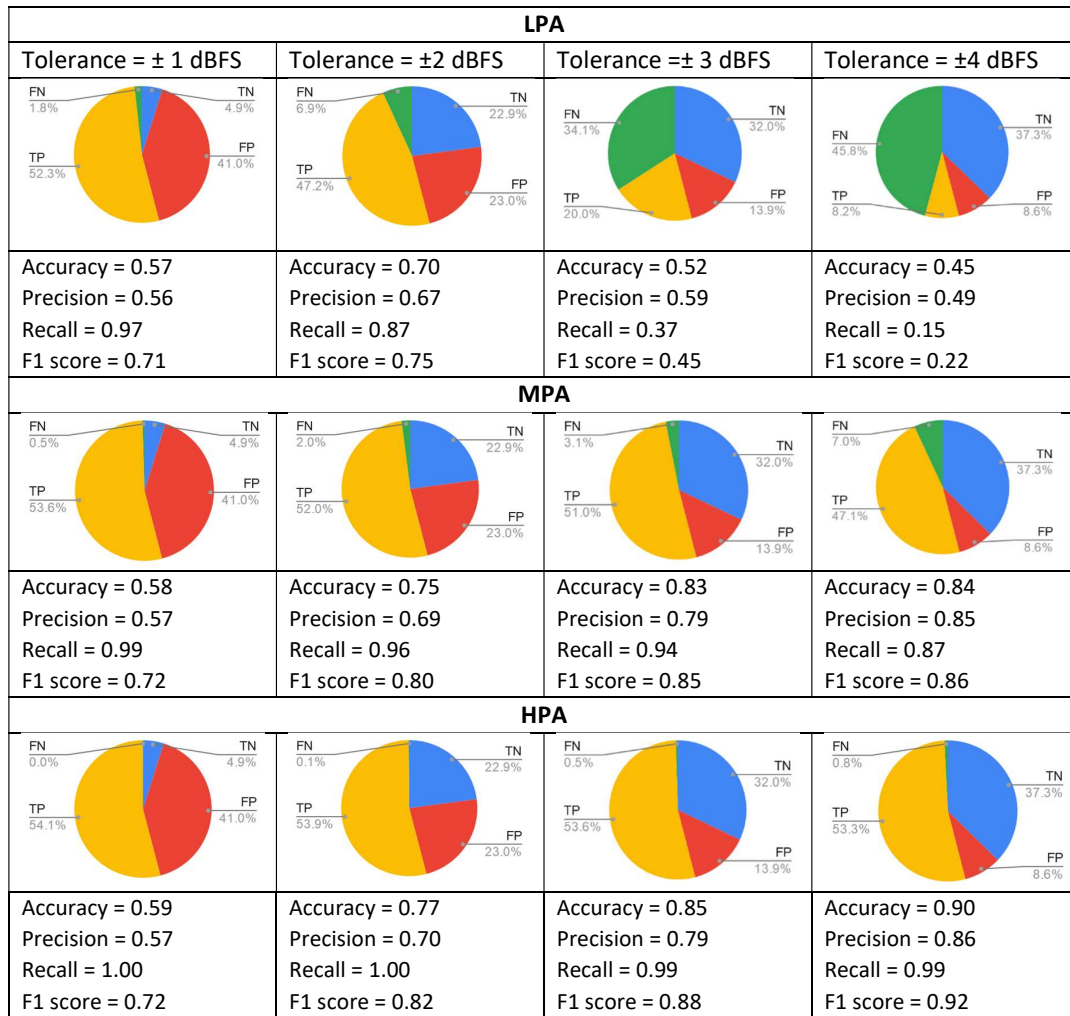 LPA
Tolerance = ± 1 dBFS
Tolerance = ±2 dBFS
Tolerance =± 3 dBFS
Tolerance = ±4 dBFS
FN
1.8%
TN
4.9%
TP
52.3%
FP
41.0%
FN
6.9%
TN
22.9%
TP
47.2%
FP
23.0%
FN
34.1%
TN
32.0%
TP
20.0%
FP
13.9%
FN
45.8%
TN
37.3%
TP
8.2%
FP
8.6%
Accuracy = 0.57
Precision = 0.56
Recall = 0.97
F1 score = 0.71
Accuracy = 0.70
Precision = 0.67
Recall = 0.87
F1 score = 0.75
Accuracy = 0.52
Precision = 0.59
Recall = 0.37
F1 score = 0.45
Accuracy = 0.45
Precision = 0.49
Recall = 0.15
F1 score = 0.22
MPA
FN
0.5%
TN
4.9%
TP
53.6%
FP
41.0%
FN
2.0%
TN
22.9%
TP
52.0%
FP
23.0%
FN
3.1%
TN
32.0%
TP
51.0%
FP
13.9%
FN
7.0%
TN
37.3%
TP
47.1%
FP
8.6%
Accuracy = 0.58
Precision = 0.57
Recall = 0.99
F1 score = 0.72
Accuracy = 0.75
Precision = 0.69
Recall = 0.96
F1 score = 0.80
Accuracy = 0.83
Precision = 0.79
Recall = 0.94
F1 score = 0.85
Accuracy = 0.84
Precision = 0.85
Recall = 0.87
F1 score = 0.86
HPA
FN
0.0%
TN
4.9%
TP
54.1%
FP
41.0%
FN
0.1%
TN
22.9%
TP
53.9%
FP
23.0%
FN
0.5%
TN
32.0%
TP
53.6%
FP
13.9%
FN
0.8%
TN
37.3%
TP
53.3%
FP
8.6%
Accuracy = 0.59
Precision = 0.57
Recall = 1.00
F1 score = 0.72
Accuracy = 0.77
Precision = 0.70
Recall = 1.00
F1 score = 0.82
Accuracy = 0.85
Precision = 0.79
Recall = 0.99
F1 score = 0.88
Accuracy = 0.90
Precision = 0.86
Recall = 0.99
F1 score = 0.92